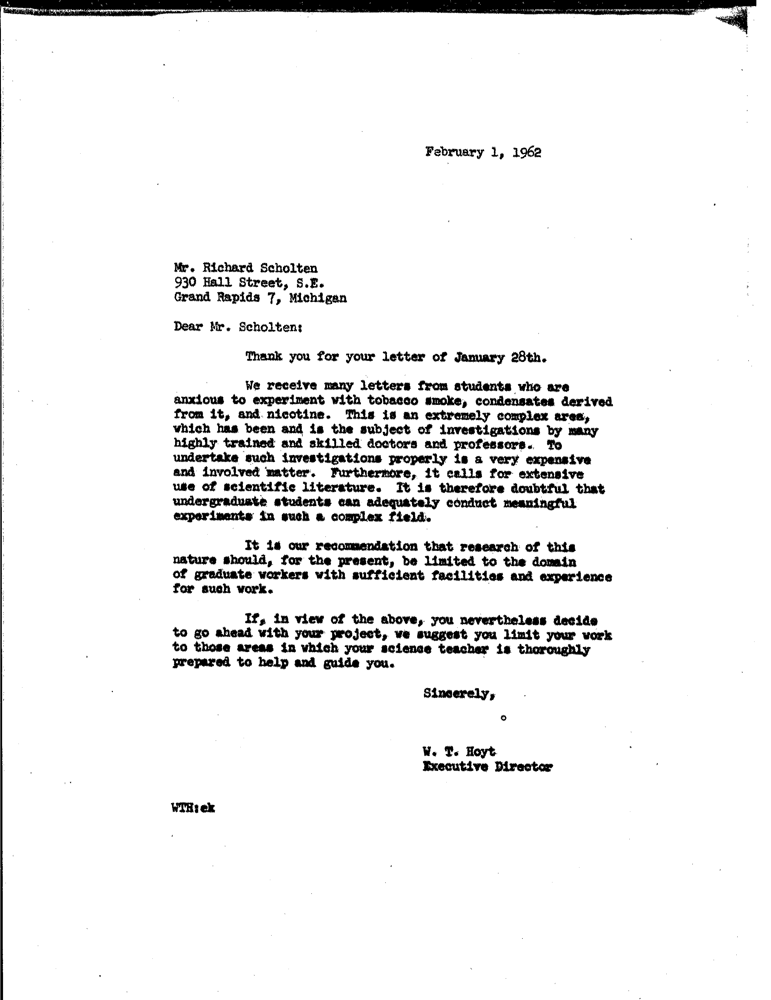 February 1, 1962
Mr. Richard Scholten
930 Hall Street, S.E.
Grand Rapids 7, Michigan
Dear Mr. Scholten:
Thank you for your letter of January 28th.
We receive many letters from students who are
anxious to experiment with tobacco smoke, condensates derived
from it, and nicotine. This is an extremely complex area,
which has been and is the subject of investigations by many
highly trained and skilled doctors and professors. To
undertake such investigations properly is a very expensive
and involved matter. Furthermore, it calls for extensive
use of scientific literature. It is therefore doubtful that
undergraduate students can adequately conduct meaningful
experiments in such a complex field.
It is our recommendation that research of this
nature should, for the present, be limited to the domain
of graduate workers with sufficient facilities and experience
for such work.
If, in view of the above, you nevertheless decide
to go ahead with your project, we suggest you limit your work
to those areas in which your science teacher is thoroughly
prepared to help and guide you.
Sincerely,
W. T. Hoyt
Executive Director
WTH:ek